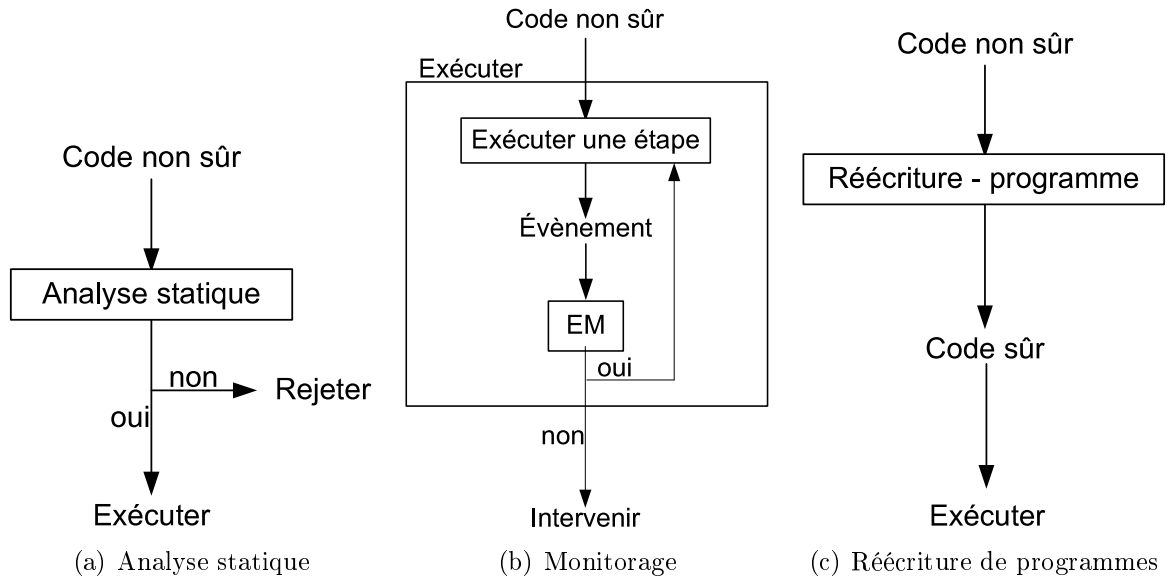 Code non sûr
Analyse statique
non
Rejeter
oui
Exécuter
(a) Analyse statique
Code non sûr
Exécuter
Exécuter une étape
Évènement
EM
oui
non
Intervenir
(b) Monitorage
Code non sûr
Réécriture - programme
Code sûr
Exécuter
(c) Réécriture de programmes